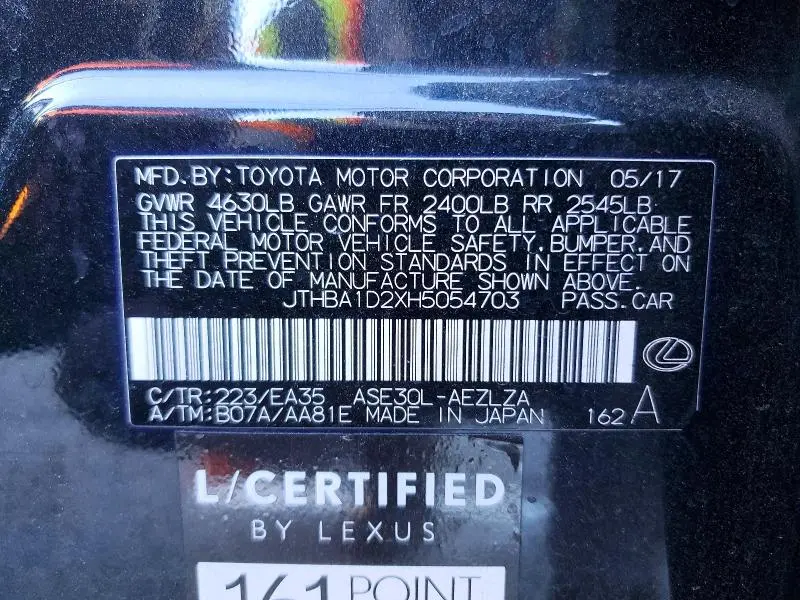 MFD.BY:TOYOTA MOTOR CORPORATION 05/17
GVWR 4630LB GAWR FR 2400LB RR 2545LB
THIS VEHICLE CONFORMS TO ALL APPLICABLE
FEDERAL MOTOR VEHICLE SAFETY,BUMPER,AND
THEFT PREVENTION STANDARDS IN EFFECT ON
THE DATE OF MANUFACTURE SHOWN ABOVE.
JTHBA1D2XH5054703 PASS.CAR
C/TR:223/EA35 ASE30L-AEZLZA
A/TM:B07A/AA81E MADE IN JAPAN 162 A
L/CERTIFIED
BY LEXUS
161 POINT